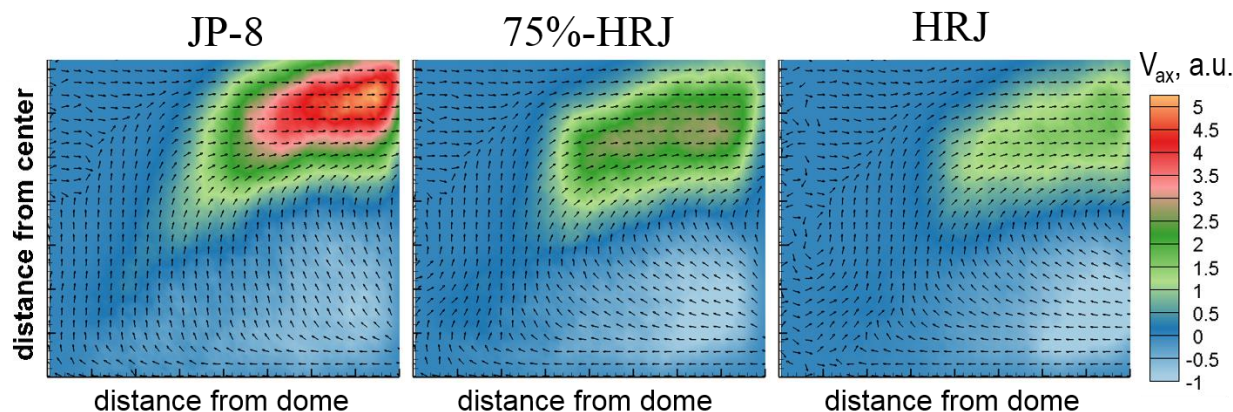 JP-8
75%-HRJ
HRJ
Vax, a.u.
5
4.5
4
3.5
3
2.5
2
1.5
1
0.5
0
-0.5
-1
distance from center
distance from dome
distance from dome
distance from dome